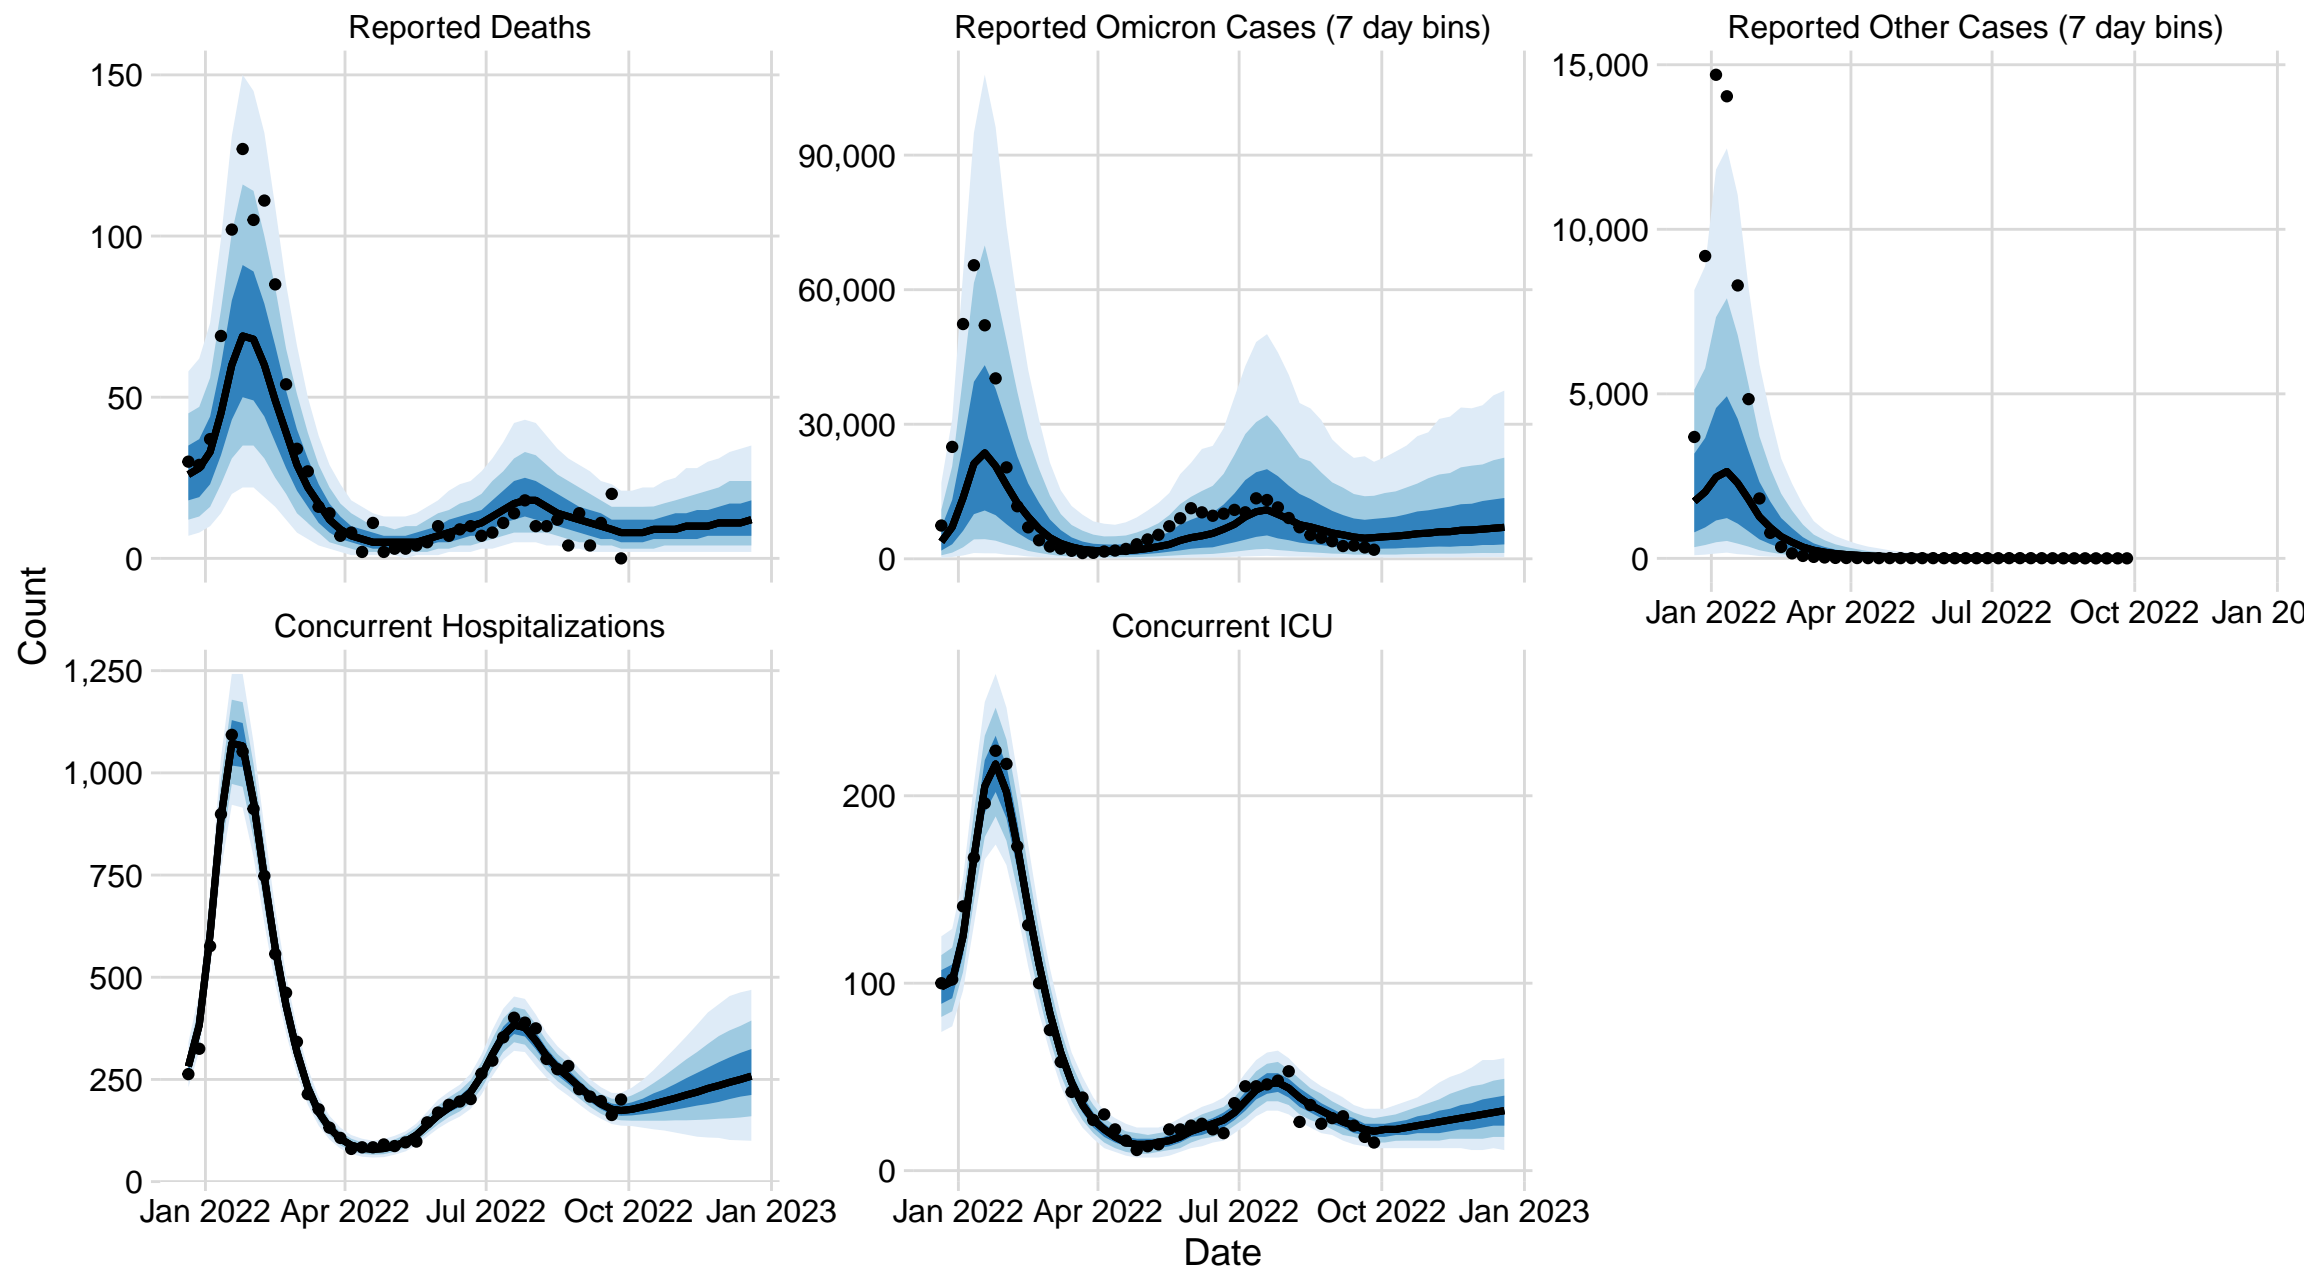 Reported Deaths
Reported Omicron Cases (7 day bins)
Reported Other Cases (7 day bins)
150
100
50
0
90,000
60,000
30,000
0
15,000
10,000
5,000
0
Jan 2022 Apr 2022 Jul 2022 Oct 2022 Jan 20
Count
Concurrent Hospitalizations
Concurrent ICU
1,250
1,000
750
500
250
0
200
100
0
Jan 2022 Apr 2022 Jul 2022 Oct 2022 Jan 2023
Jan 2022 Apr 2022 Jul 2022 Oct 2022 Jan 2023
Date